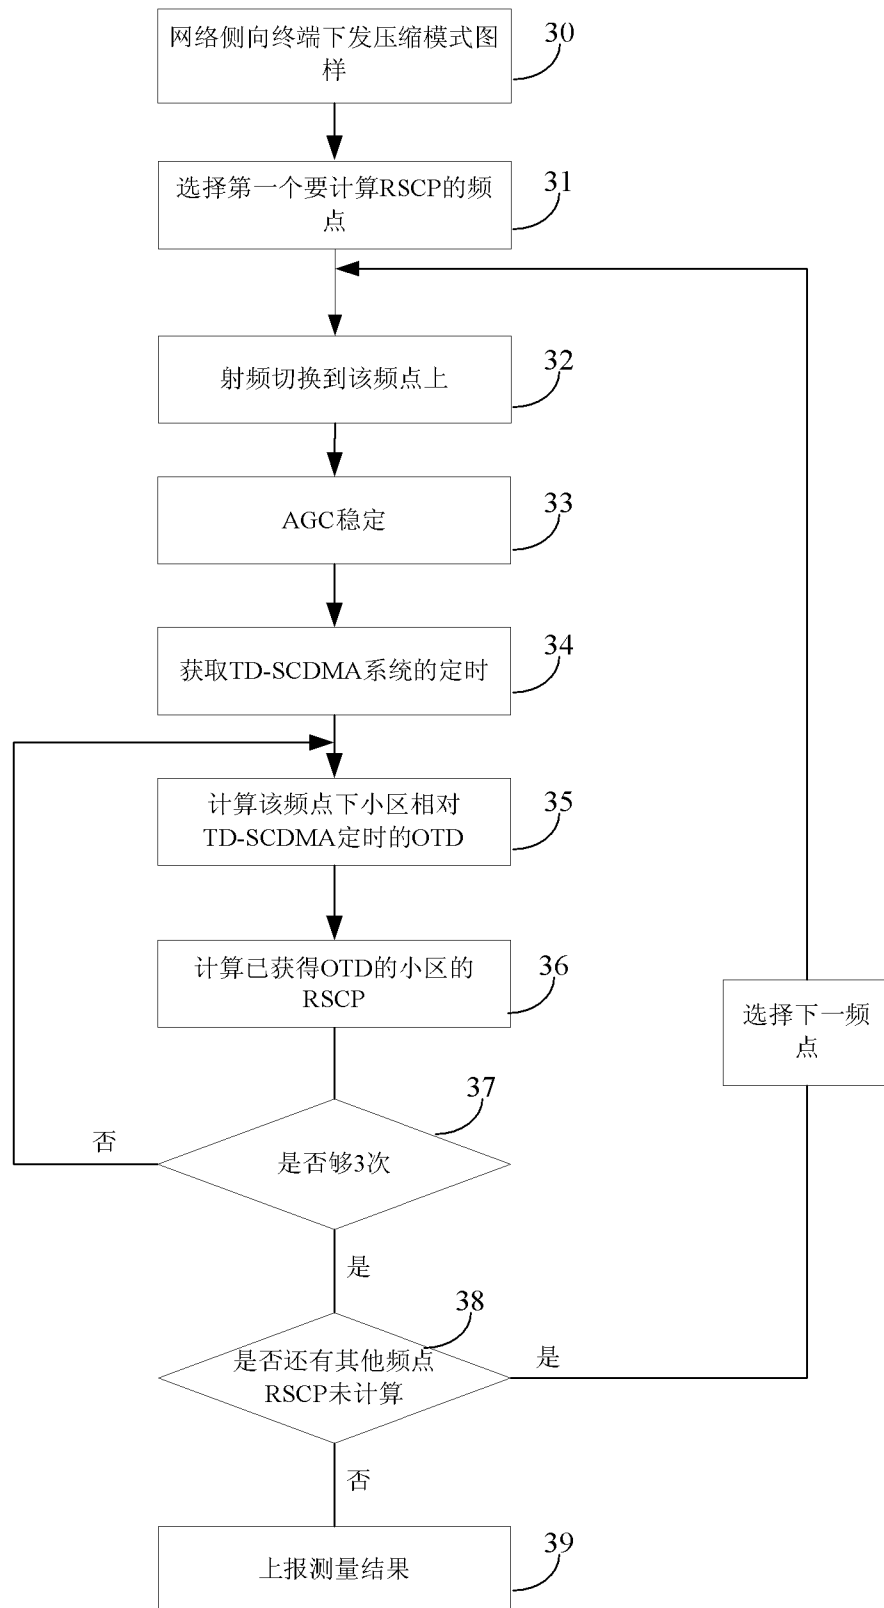 网络侧向终端下发压缩模式图
样
30
选择第一个要计算RSCP的频
点
31
射频切换到该频点上
32
AGC稳定
33
获取TD-SCDMA系统的定时
34
计算该频点下小区相对
TD-SCDMA定时的OTD
35
计算已获得OTD的小区的
RSCP
36
选择下一频
点
37
否
是否够3次
是
38
是否还有其他频点
RSCP未计算
是
否
上报测量结果
39